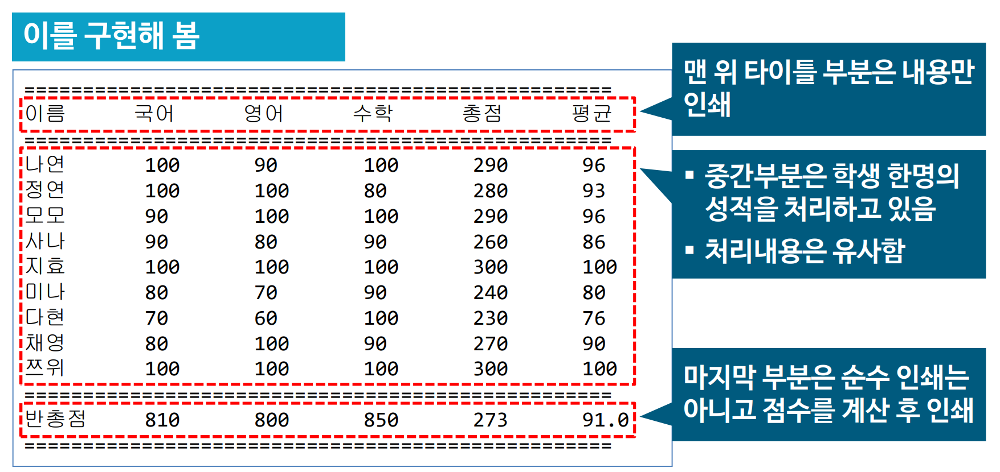 이를 구현해 봄
==================================================
이름 국어 영어 수학 총점 평균
==================================================
나연 100 90 100 290 96
정연 100 100 80 280 93
모모 90 100 100 290 96
사나 90 80 90 260 86
지효 100 100 100 300 100
미나 80 70 90 240 80
다현 70 60 100 230 76
채영 80 100 90 270 90
쯔위 100 100 100 300 100
==================================================
반총점 810 800 850 273 91.0
==================================================
맨 위 타이틀 부분은 내용만
인쇄
▪ 중간부분은 학생 한명의
성적을 처리하고 있음
▪ 처리내용은 유사함
마지막 부분은 순수 인쇄는
아니고 점수를 계산 후 인쇄